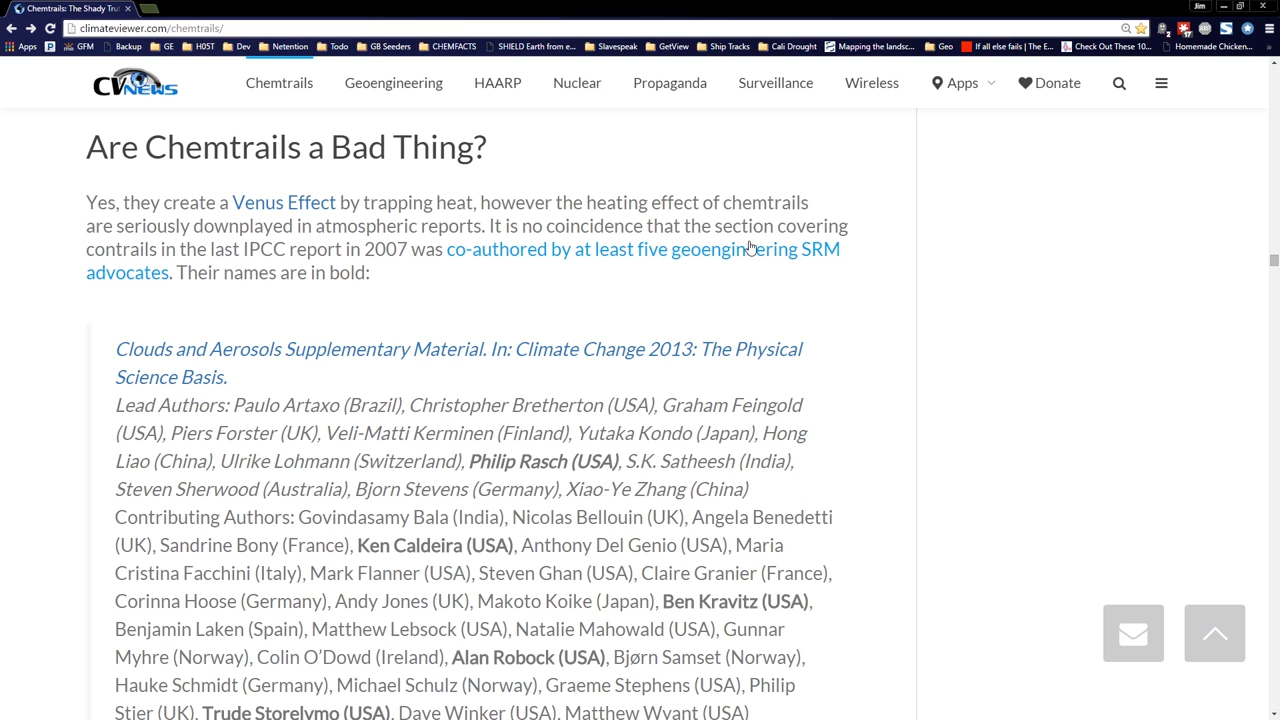 Chemtrails: The Shady Tru
Jim
climateviewer.com/chemtrails/
Apps
GFM
Backup
GE
H05T
Dev
Netention
Todo
GB Seeders
CHEMFACTS
SHIELD Earth from e...
Slavespeak
GetView
Ship Tracks
Cali Drought
Mapping the landsc...
Geo
If all else fails | The E...
Check Out These 10...
Homemade Chicken...
CV NEWS
Chemtrails
Geoengineering
HAARP
Nuclear
Propaganda
Surveillance
Wireless
Apps
Donate
Are Chemtrails a Bad Thing?
Yes, they create a Venus Effect by trapping heat, however the heating effect of chemtrails
are seriously downplayed in atmospheric reports. It is no coincidence that the section covering
contrails in the last IPCC report in 2007 was co-authored by at least five geoengineering SRM
advocates. Their names are in bold:
Clouds and Aerosols Supplementary Material. In: Climate Change 2013: The Physical
Science Basis.
Lead Authors: Paulo Artaxo (Brazil), Christopher Bretherton (USA), Graham Feingold
(USA), Piers Forster (UK), Veli-Matti Kerminen (Finland), Yutaka Kondo (Japan), Hong
Liao (China), Ulrike Lohmann (Switzerland), Philip Rasch (USA), S.K. Satheesh (India),
Steven Sherwood (Australia), Bjorn Stevens (Germany), Xiao-Ye Zhang (China)
Contributing Authors: Govindasamy Bala (India), Nicolas Bellouin (UK), Angela Benedetti
(UK), Sandrine Bony (France), Ken Caldeira (USA), Anthony Del Genio (USA), Maria
Cristina Facchini (Italy), Mark Flanner (USA), Steven Ghan (USA), Claire Granier (France),
Corinna Hoose (Germany), Andy Jones (UK), Makoto Koike (Japan), Ben Kravitz (USA),
Benjamin Laken (Spain), Matthew Lebsock (USA), Natalie Mahowald (USA), Gunnar
Myhre (Norway), Colin O'Dowd (Ireland), Alan Robock (USA), Bjørn Samset (Norway),
Hauke Schmidt (Germany), Michael Schulz (Norway), Graeme Stephens (USA), Philip
Stier (UK), Trude Storelvmo (USA), Dave Winker (USA), Matthew Wyant (USA)